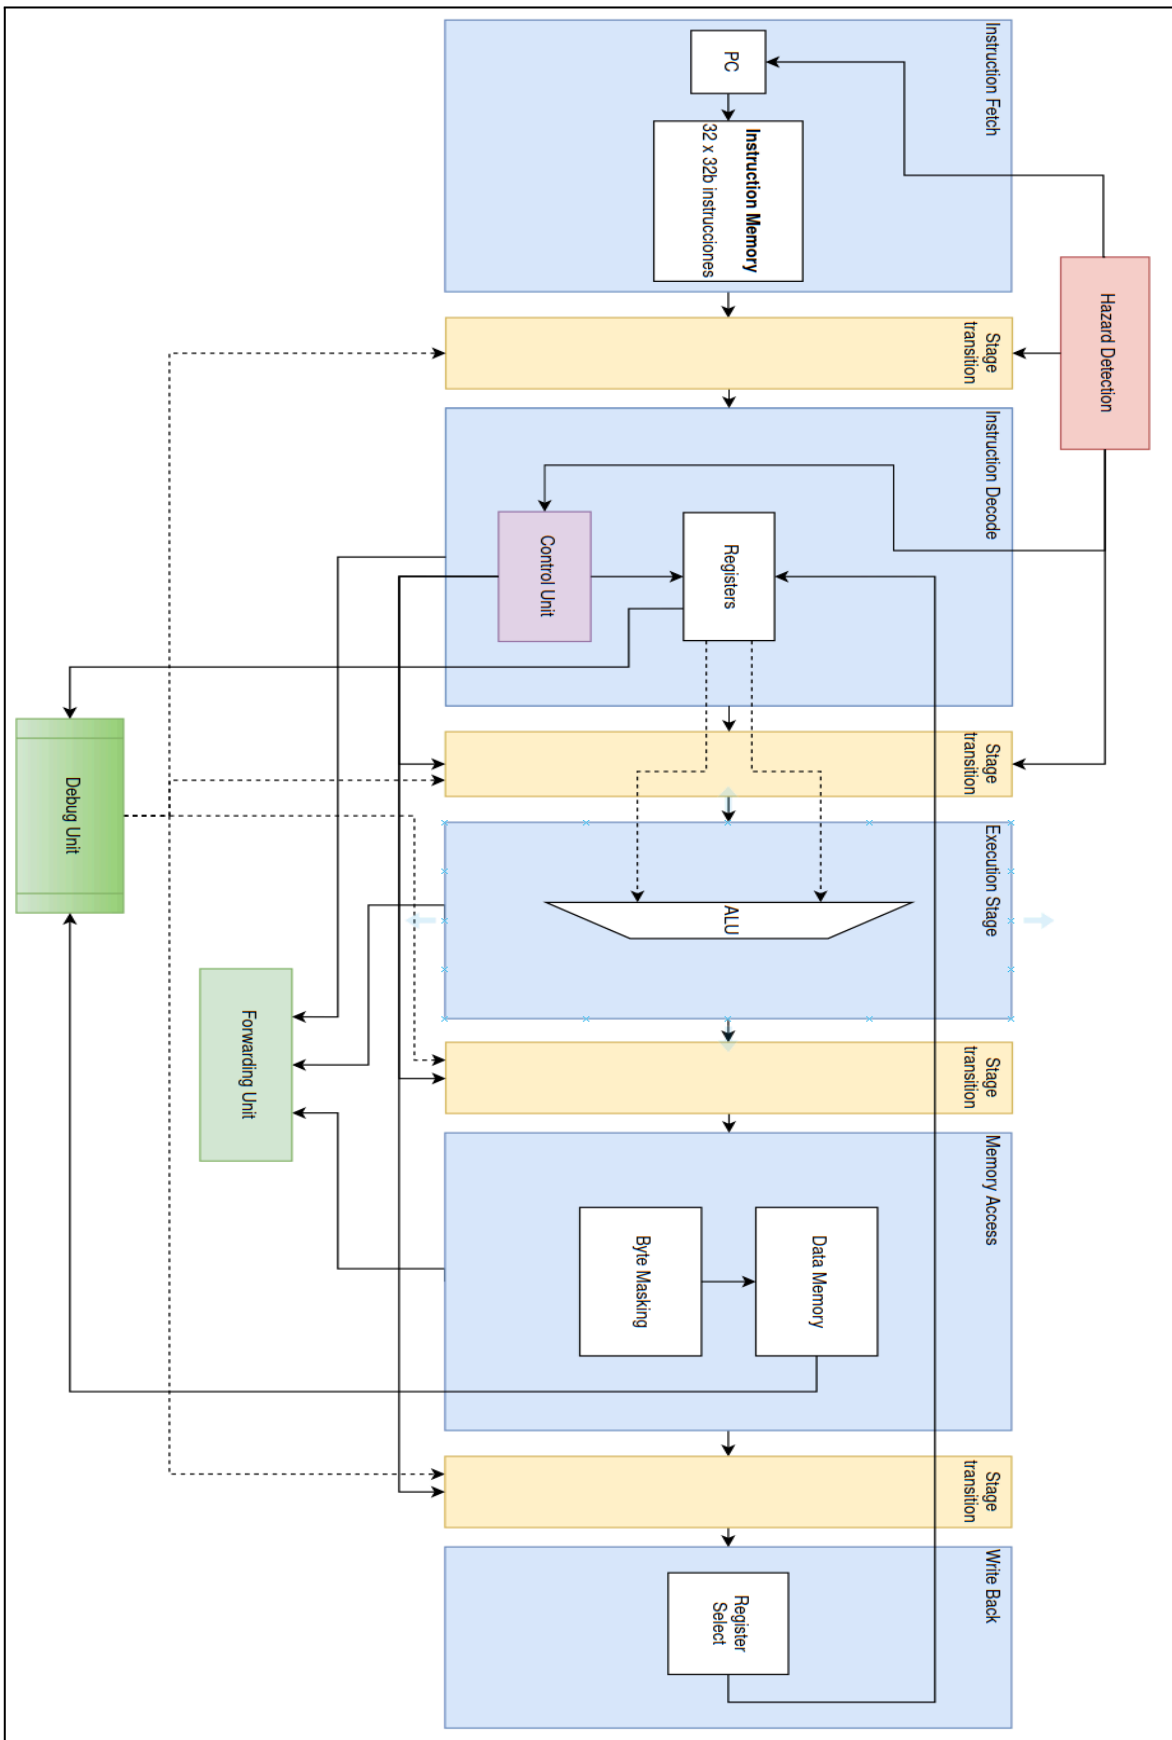 Instruction Fetch
PC
Instruction Memory
32 x 32b instrucciones
Hazard Detection
Stage
transition
Instruction Decode
Control Unit
Registers
Stage
transition
Debug Unit
Execution Stage
ALU
Forwarding Unit
Stage
transition
Memory Access
Byte Masking
Data Memory
Stage
transition
Write Back
Register
Select